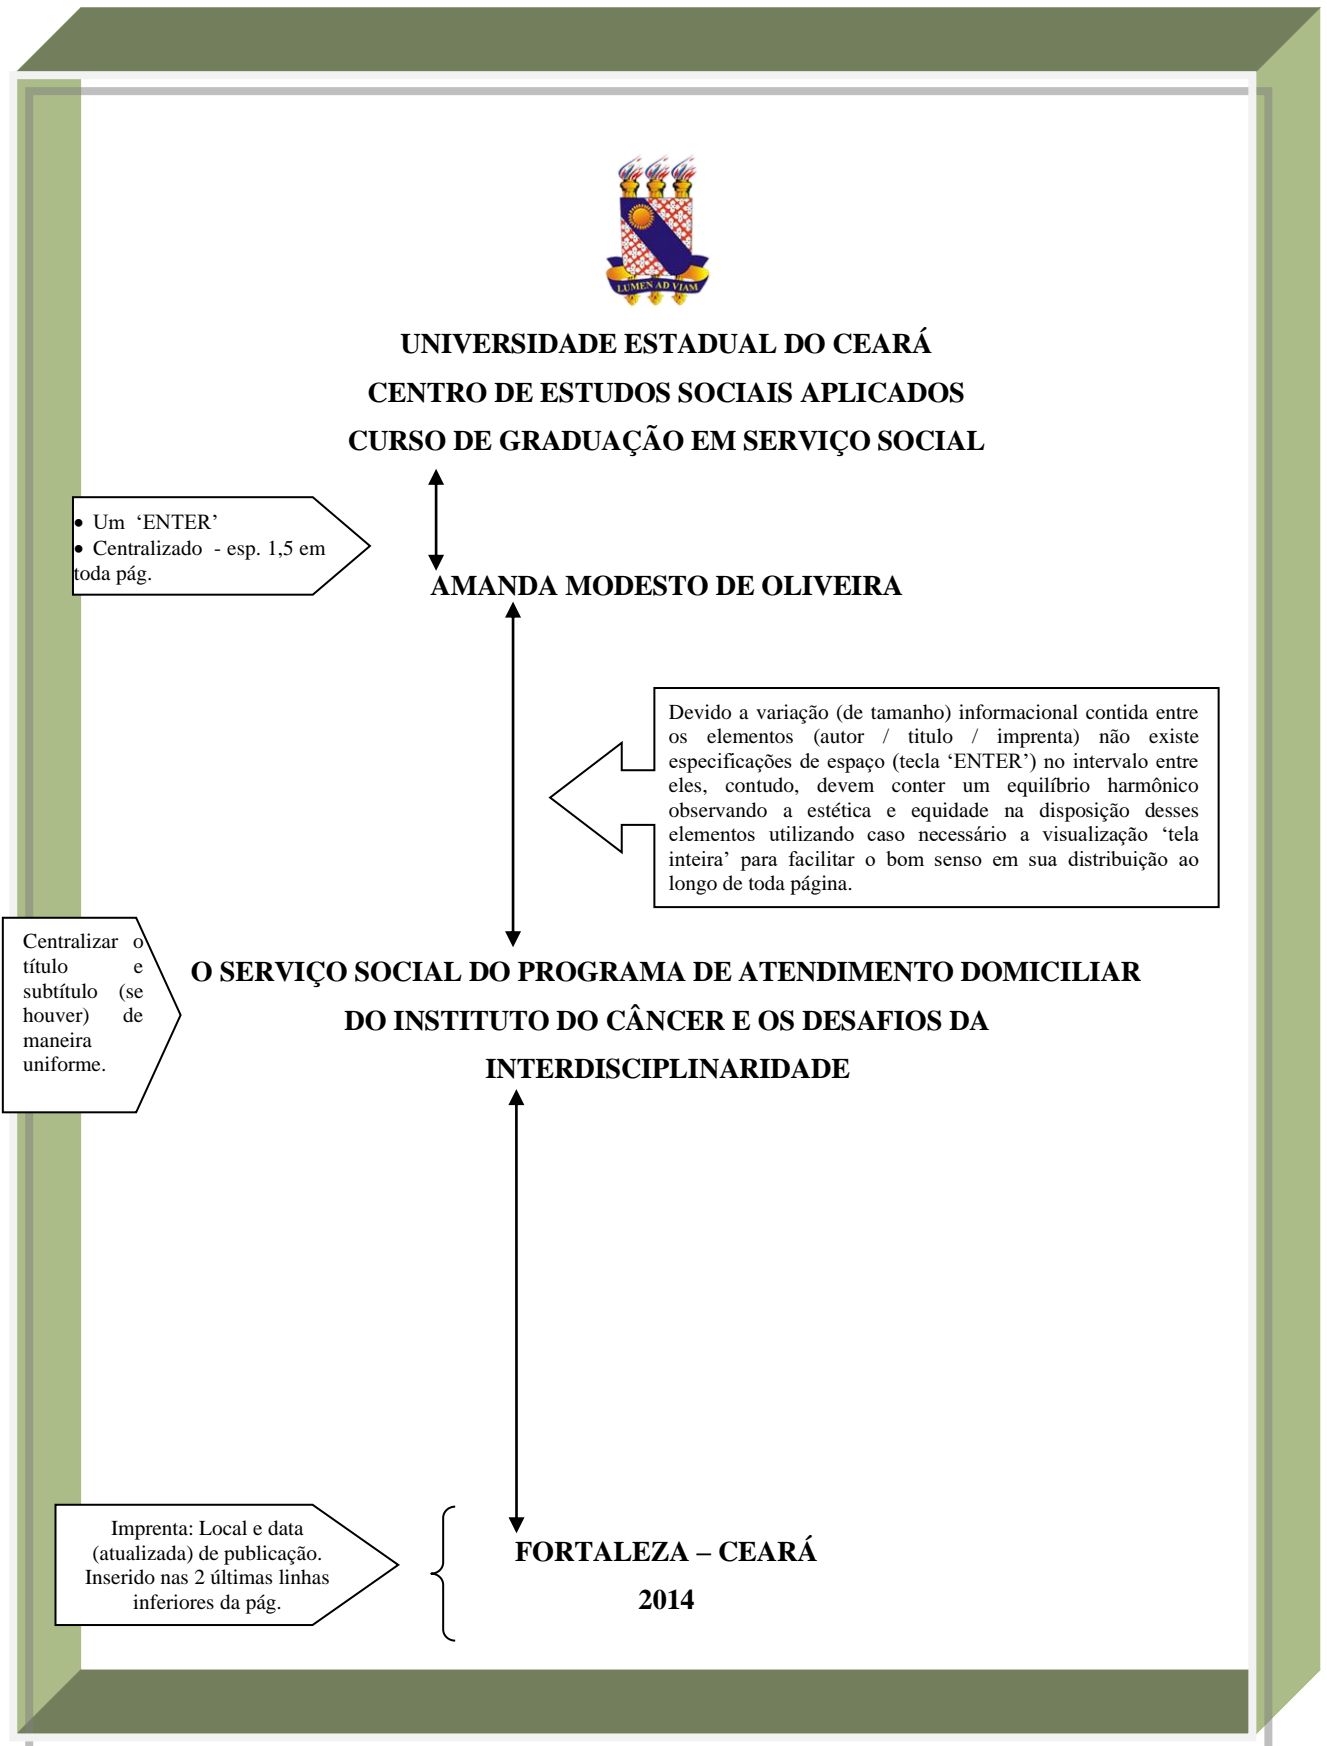 LUMEN AD VIAM
UNIVERSIDADE ESTADUAL DO CEARÁ
CENTRO DE ESTUDOS SOCIAIS APLICADOS
CURSO DE GRADUAÇÃO EM SERVIÇO SOCIAL
• Um ‘ENTER’
• Centralizado - esp. 1,5 em
toda pág.
AMANDA MODESTO DE OLIVEIRA
Devido a variação (de tamanho) informacional contida entre
os elementos (autor / titulo / imprenta) não existe
especificações de espaço (tecla ‘ENTER’) no intervalo entre
eles, contudo, devem conter um equilíbrio harmônico
observando a estética e equidade na disposição desses
elementos utilizando caso necessário a visualização ‘tela
inteira’ para facilitar o bom senso em sua distribuição ao
longo de toda página.
Centralizar o
título e
subtítulo (se
houver) de
maneira
uniforme.
O SERVIÇO SOCIAL DO PROGRAMA DE ATENDIMENTO DOMICILIAR
DO INSTITUTO DO CÂNCER E OS DESAFIOS DA
INTERDISCIPLINARIDADE
Imprenta: Local e data
(atualizada) de publicação.
Inserido nas 2 últimas linhas
inferiores da pág.
FORTALEZA – CEARÁ
2014